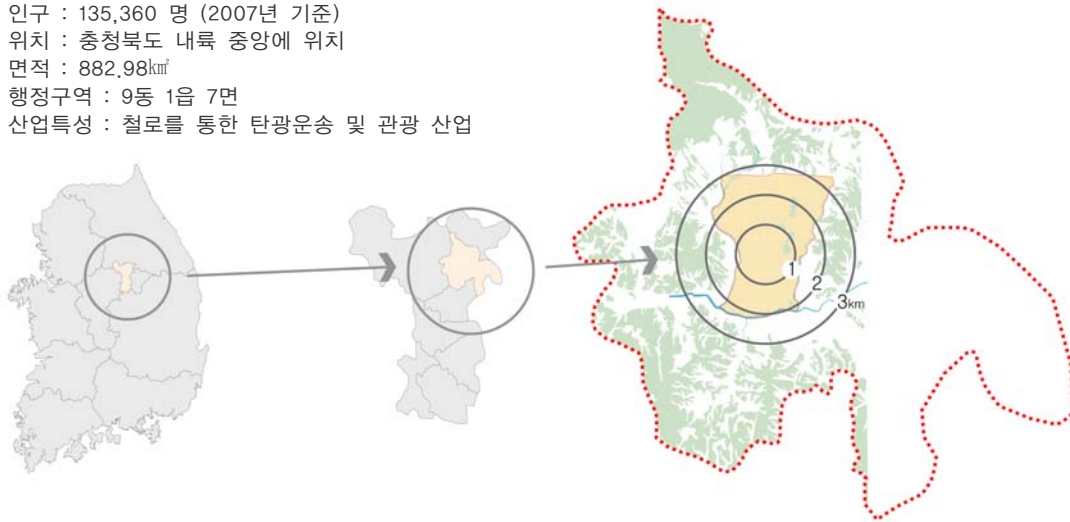 인구 : 135,360 명 (2007년 기준)
위치 : 충청북도 내륙 중앙에 위치
면적 : 882.98㎢
행정구역 : 9동 1읍 7면
산업특성 : 철로를 통한 탄광운송 및 관광 산업
1
2
3km